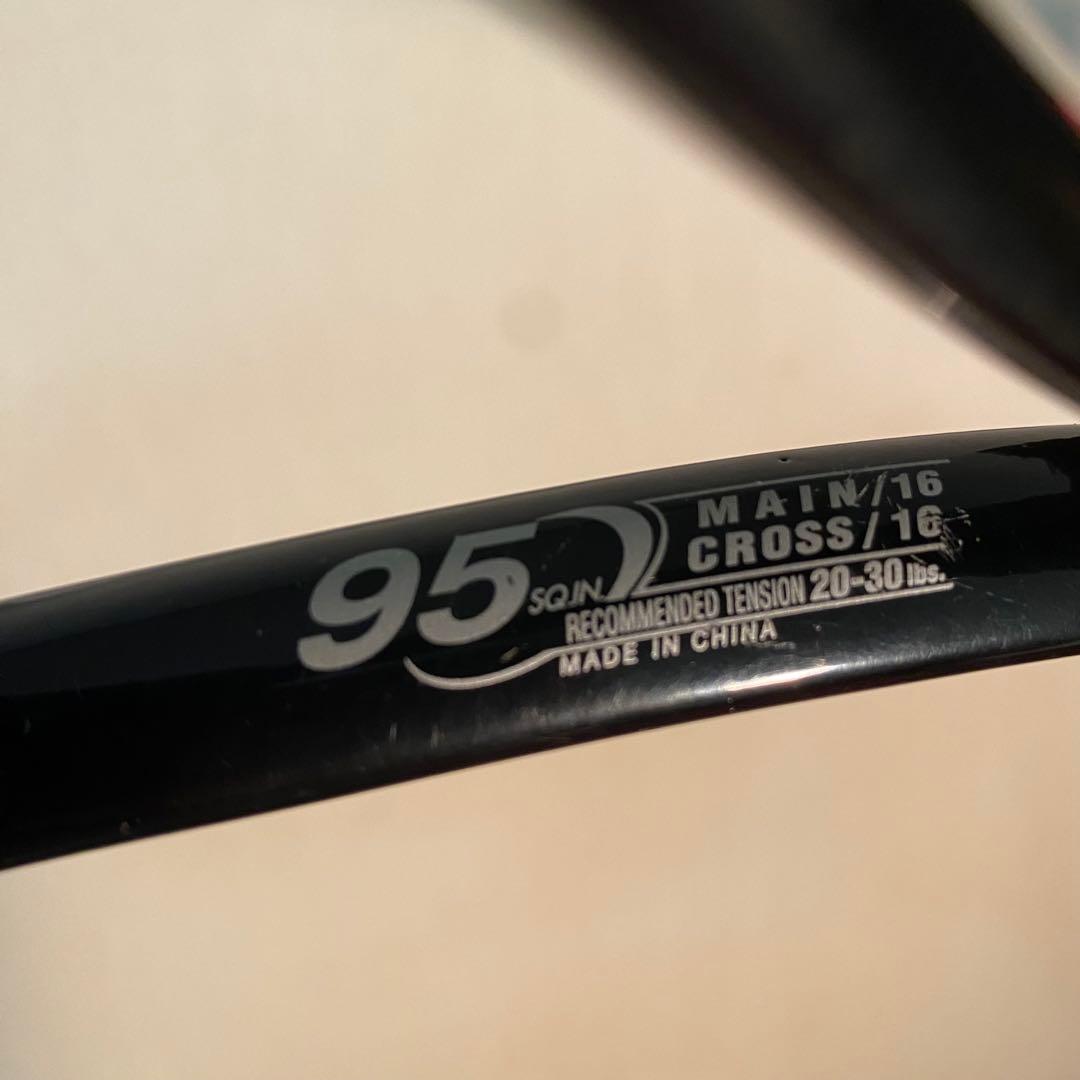 95 SQ.IN.
MAIN/16
CROSS/16
RECOMMENDED TENSION 20-30 lbs.
MADE IN CHINA